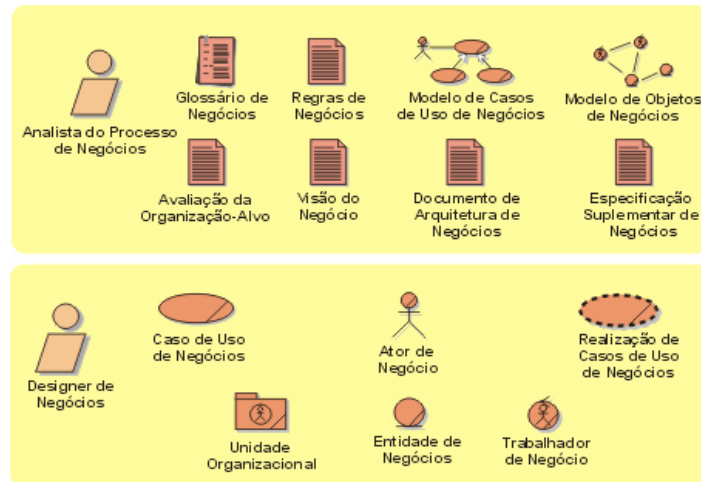 Analista do Processo
de Negócios
Glossário de
Negócios
Regras de
Negócios
Modelo de Casos
de Uso de Negócios
Modelo de Objetos
de Negócios
Avaliação da
Organização-Alvo
Visão do
Negócio
Documento de
Arquitetura de
Negócios
Especificação
Suplementar de
Negócios
Designer de
Negócios
Caso de Uso
de Negócios
Ator de
Negócio
Realização de
Casos de Uso
de Negócios
Unidade
Organizacional
Entidade de
Negócios
Trabalhador
de Negócio